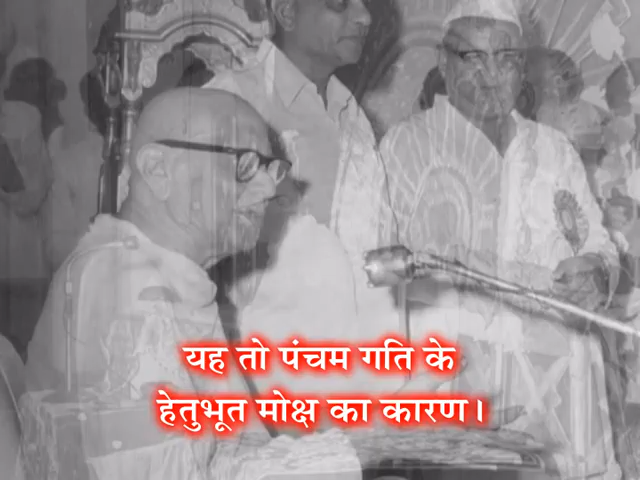 यह तो पंचम गति के
हेतुभूत मोक्ष का कारण।